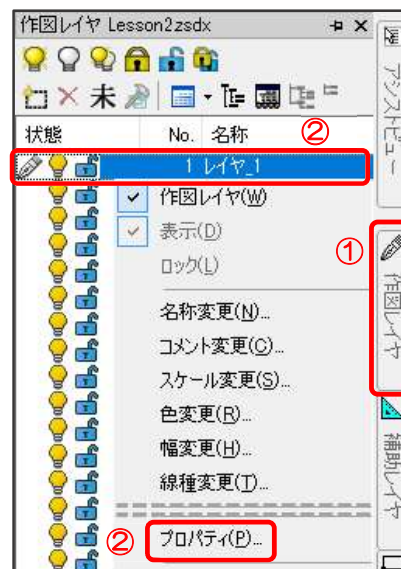 作図レイヤ Lesson2zsdx
未
状態 No. 名称 ②
1 レイヤ_1
作図レイヤ(W)
表示(D)
ロック(L)
名称変更(N)...
コメント変更(C)...
スケール変更(S)...
色変更(R)...
幅変更(H)...
線種変更(T)...
② プロパティ(P)...
アシストビュー
① 作図レイヤ
補助レイヤ